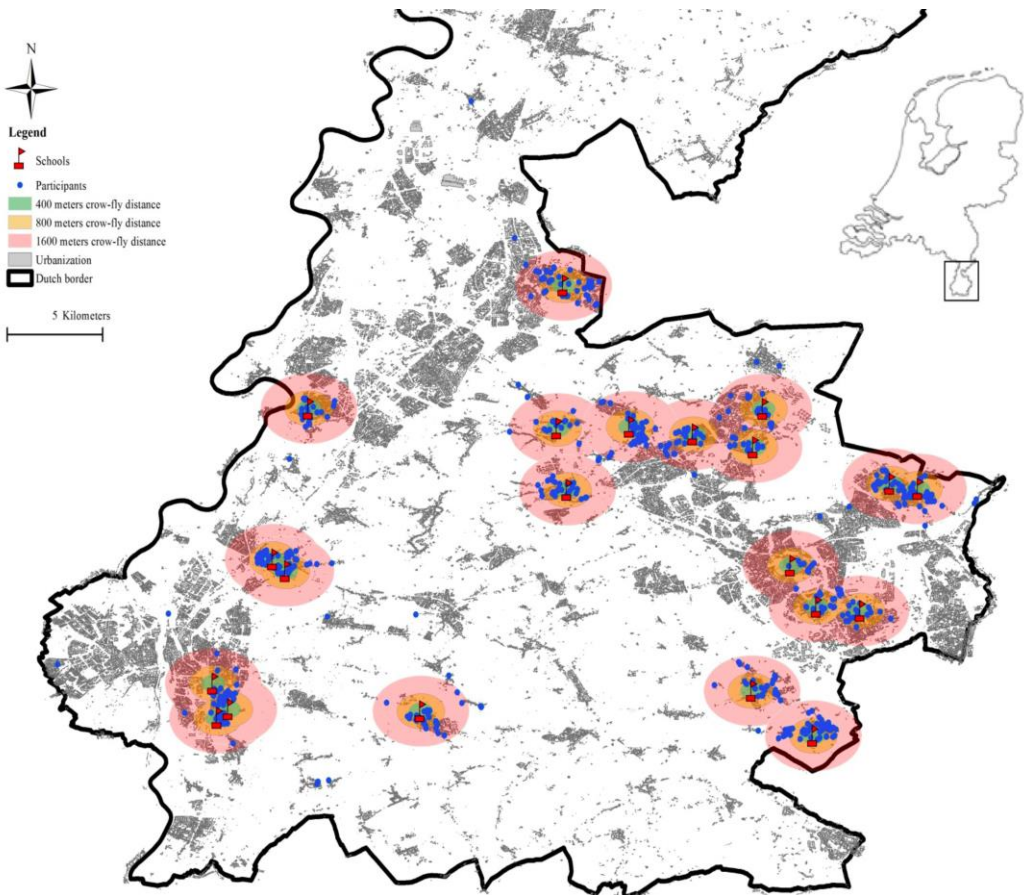 N
Legend
Schools
Participants
400 meters crow-fly distance
800 meters crow-fly distance
1600 meters crow-fly distance
Urbanization
Dutch border
5 Kilometers